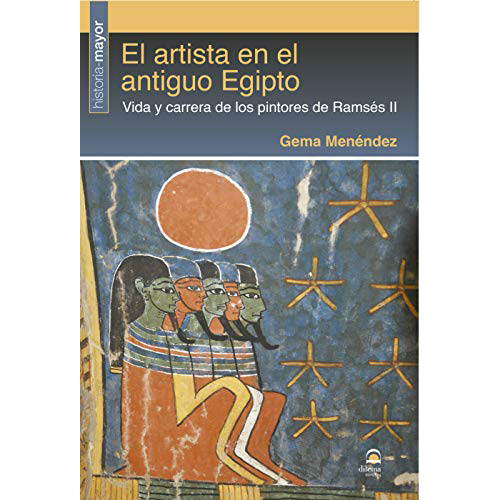 historia-mayor
El artista en el
antiguo Egipto
Vida y carrera de los pintores de Ramsés II
Gema Menéndez
dilema